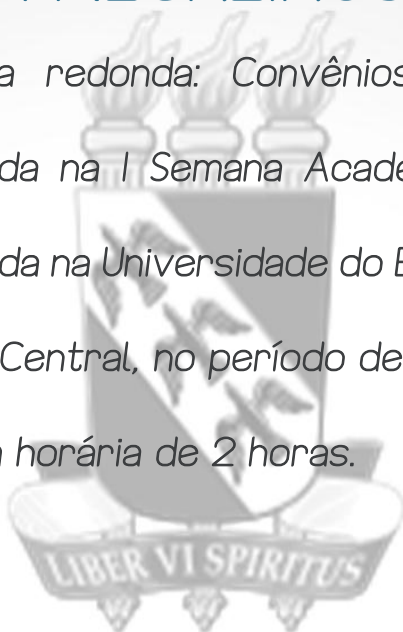 a redonda: Convênios
da na I Semana Acadê
da na Universidade do E
Central, no período de
horária de 2 horas.
LIBER VI SPIRITUS